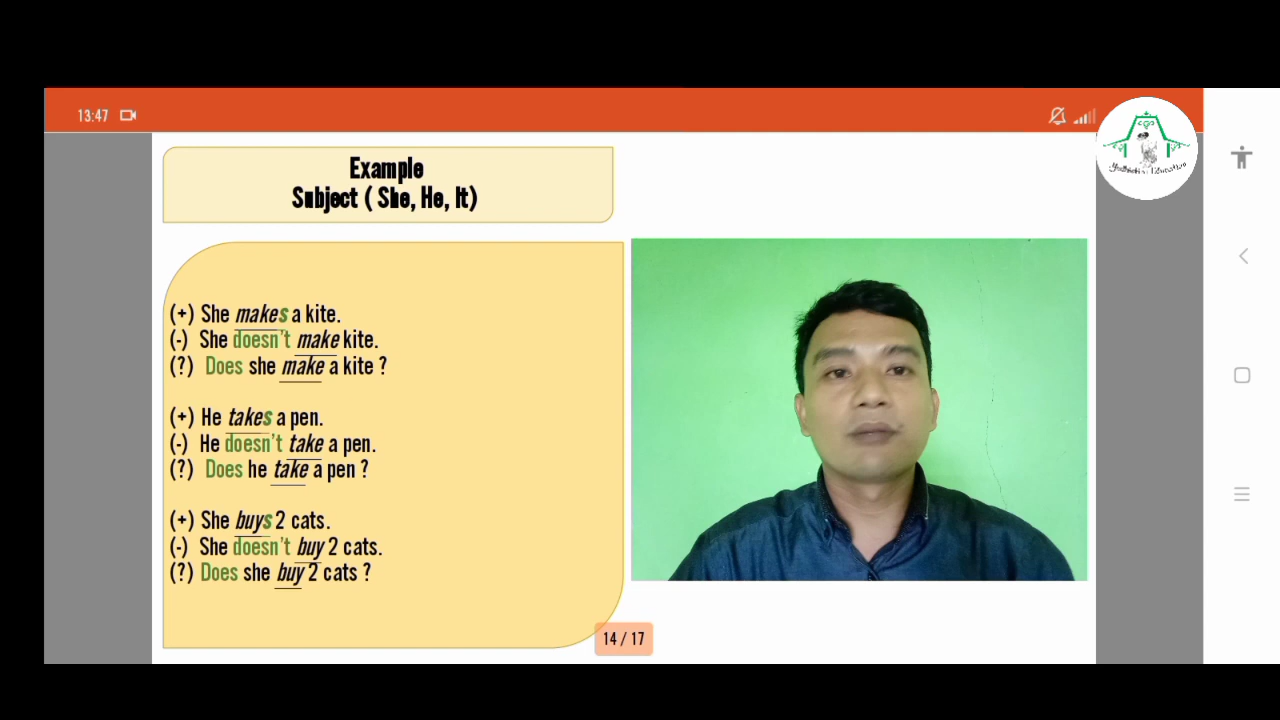 13:47
Example
Subject ( She, He, It)
(+) She makes a kite.
(-) She doesn't make kite.
(?) Does she make a kite ?
(+) He takes a pen.
(-) He doesn't take a pen.
(?) Does he take a pen ?
(+) She buys 2 cats.
(-) She doesn't buy 2 cats.
(?) Does she buy 2 cats ?
14 / 17